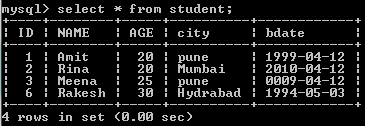 mysql> select * from student;
+----+--------+-----+----------+------------+
| ID | NAME | AGE | city | bdate |
+----+--------+-----+----------+------------+
| 1 | Amit | 20 | pune | 1999-04-12 |
| 2 | Rina | 20 | Mumbai | 2010-04-12 |
| 3 | Meena | 25 | pune | 0009-04-12 |
| 6 | Rakesh | 30 | Hydrabad | 1994-05-03 |
+----+--------+-----+----------+------------+
4 rows in set (0.00 sec)